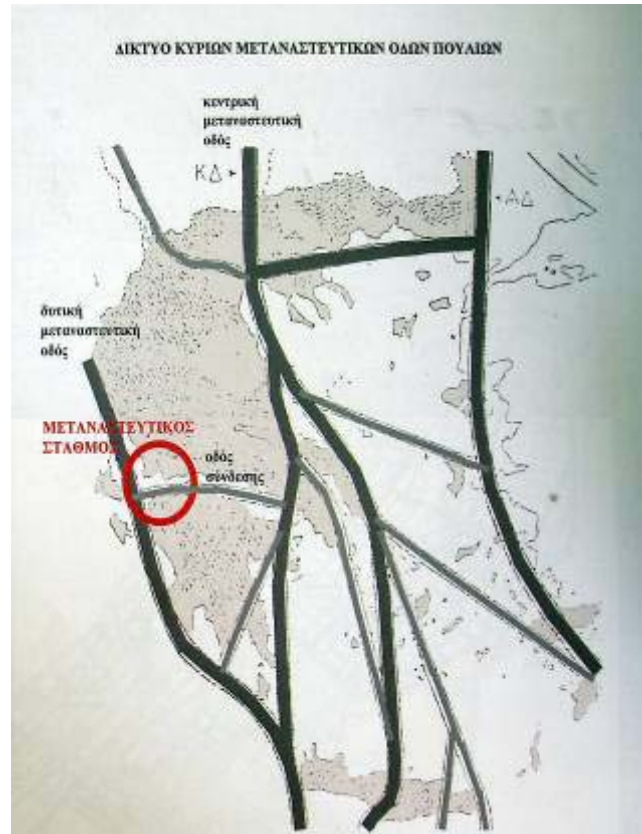 ΔΙΚΤΥΟ ΚΥΡΙΩΝ ΜΕΤΑΝΑΣΤΕΥΤΙΚΩΝ ΟΔΩΝ ΠΟΥΛΙΩΝ
κεντρική
μεταναστευτική
οδός
ΚΔ
ΑΔ
δυτική
μεταναστευτική
οδός
ΜΕΤΑΝΑΣΤΕΥΤΙΚΟΣ
ΣΤΑΘΜΟΣ
οδός
σύνδεσης